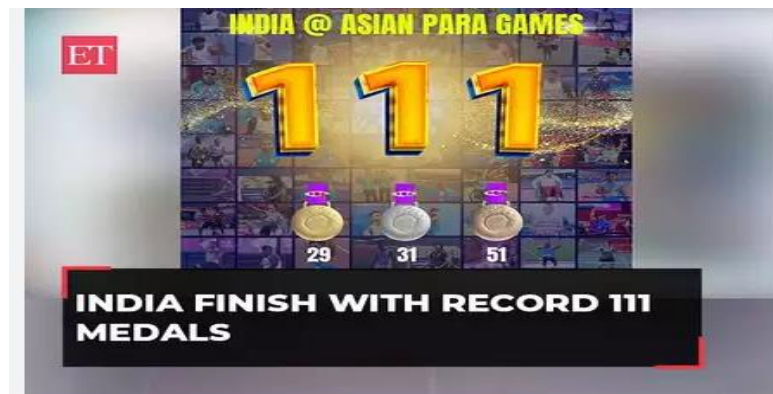 INDIA @ ASIAN PARA GAMES
ET
111
29 31 51
INDIA FINISH WITH RECORD 111
MEDALS